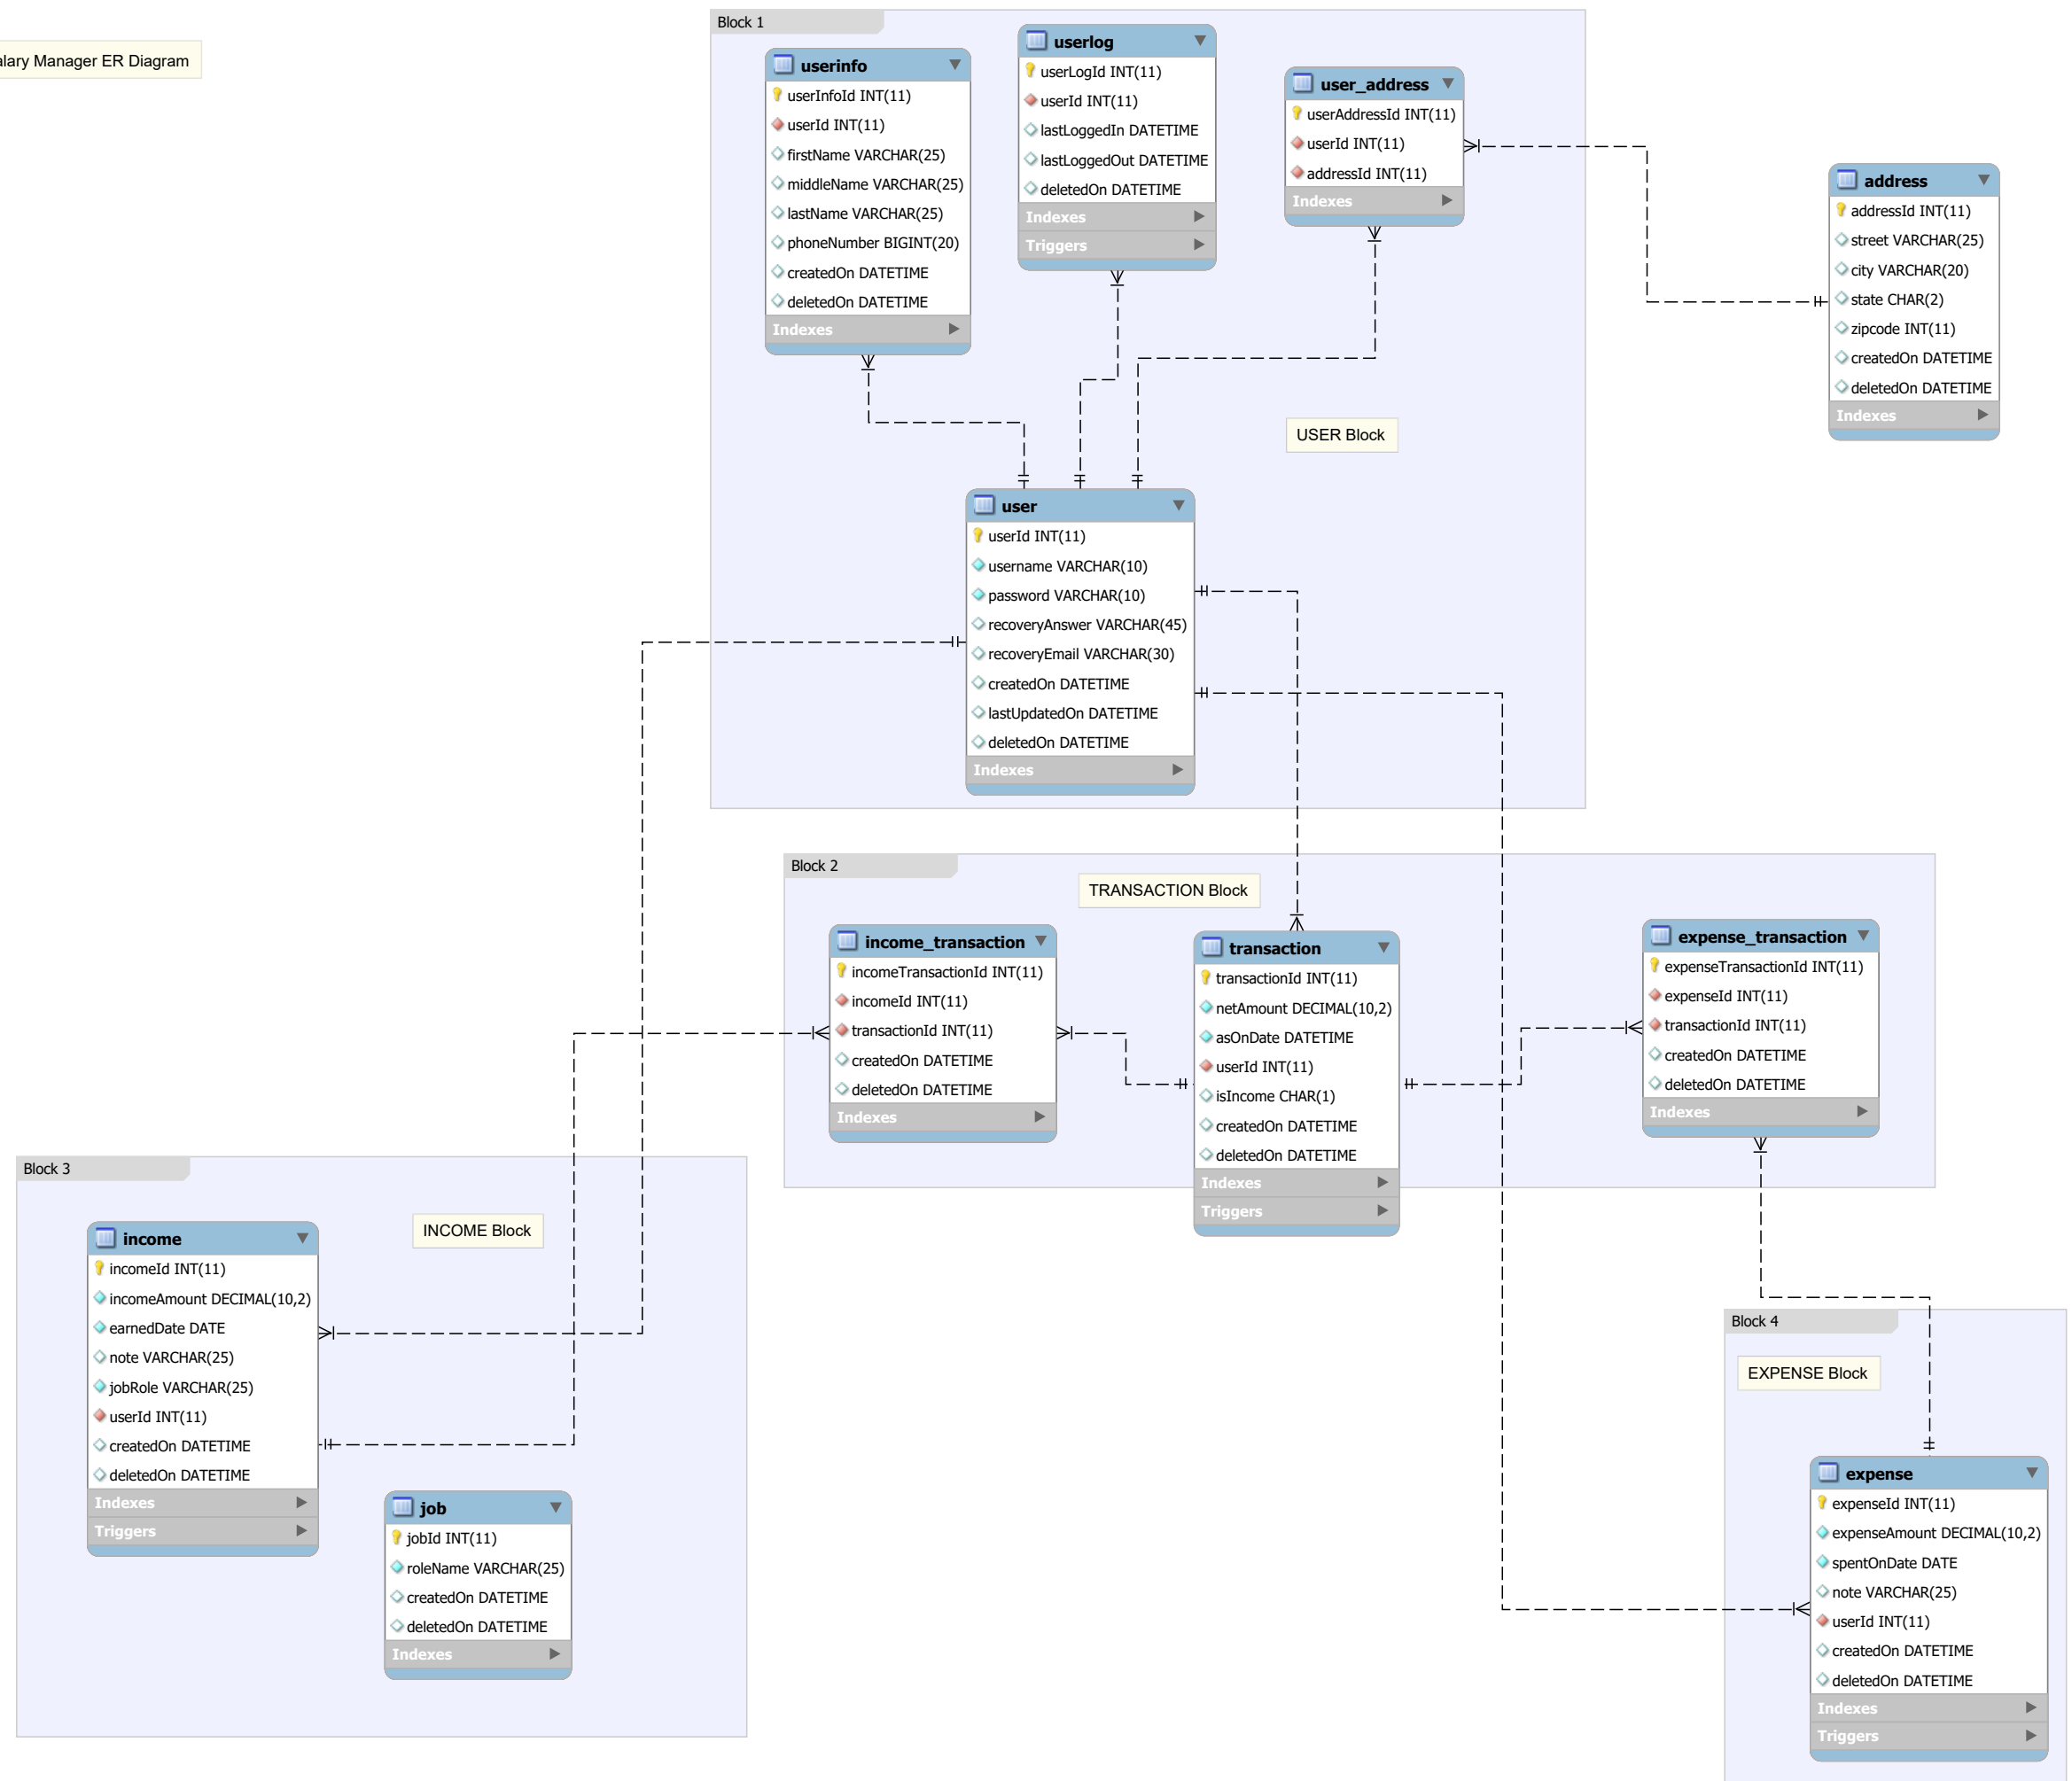 alary Manager ER Diagram
Block 1
userinfo
userInfoId INT(11)
userId INT(11)
firstName VARCHAR(25)
middleName VARCHAR(25)
lastName VARCHAR(25)
phoneNumber BIGINT(20)
createdOn DATETIME
deletedOn DATETIME
Indexes
userlog
userLogId INT(11)
userId INT(11)
lastLoggedIn DATETIME
lastLoggedOut DATETIME
deletedOn DATETIME
Indexes
Triggers
user_address
userAddressId INT(11)
userId INT(11)
addressId INT(11)
Indexes
address
addressId INT(11)
street VARCHAR(25)
city VARCHAR(20)
state CHAR(2)
zipcode INT(11)
createdOn DATETIME
deletedOn DATETIME
Indexes
USER Block
user
userId INT(11)
username VARCHAR(10)
password VARCHAR(10)
recoveryAnswer VARCHAR(45)
recoveryEmail VARCHAR(30)
createdOn DATETIME
lastUpdatedOn DATETIME
deletedOn DATETIME
Indexes
Block 2
TRANSACTION Block
income_transaction
incomeTransactionId INT(11)
incomeId INT(11)
transactionId INT(11)
createdOn DATETIME
deletedOn DATETIME
Indexes
transaction
transactionId INT(11)
netAmount DECIMAL(10,2)
asOnDate DATETIME
userId INT(11)
isIncome CHAR(1)
createdOn DATETIME
deletedOn DATETIME
Indexes
Triggers
expense_transaction
expenseTransactionId INT(11)
expenseId INT(11)
transactionId INT(11)
createdOn DATETIME
deletedOn DATETIME
Indexes
Block 3
INCOME Block
income
incomeId INT(11)
incomeAmount DECIMAL(10,2)
earnedDate DATE
note VARCHAR(25)
jobRole VARCHAR(25)
userId INT(11)
createdOn DATETIME
deletedOn DATETIME
Indexes
Triggers
job
jobId INT(11)
roleName VARCHAR(25)
createdOn DATETIME
deletedOn DATETIME
Indexes
Block 4
EXPENSE Block
expense
expenseId INT(11)
expenseAmount DECIMAL(10,2)
spentOnDate DATE
note VARCHAR(25)
userId INT(11)
createdOn DATETIME
deletedOn DATETIME
Indexes
Triggers